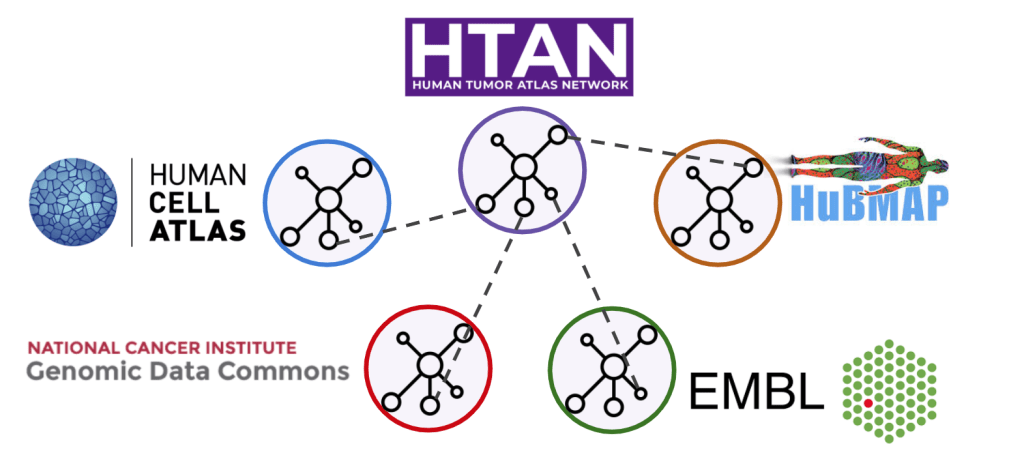 HTAN
HUMAN TUMOR ATLAS NETWORK
HUMAN
CELL
ATLAS
HuBMAP
NATIONAL CANCER INSTITUTE
Genomic Data Commons
EMBL